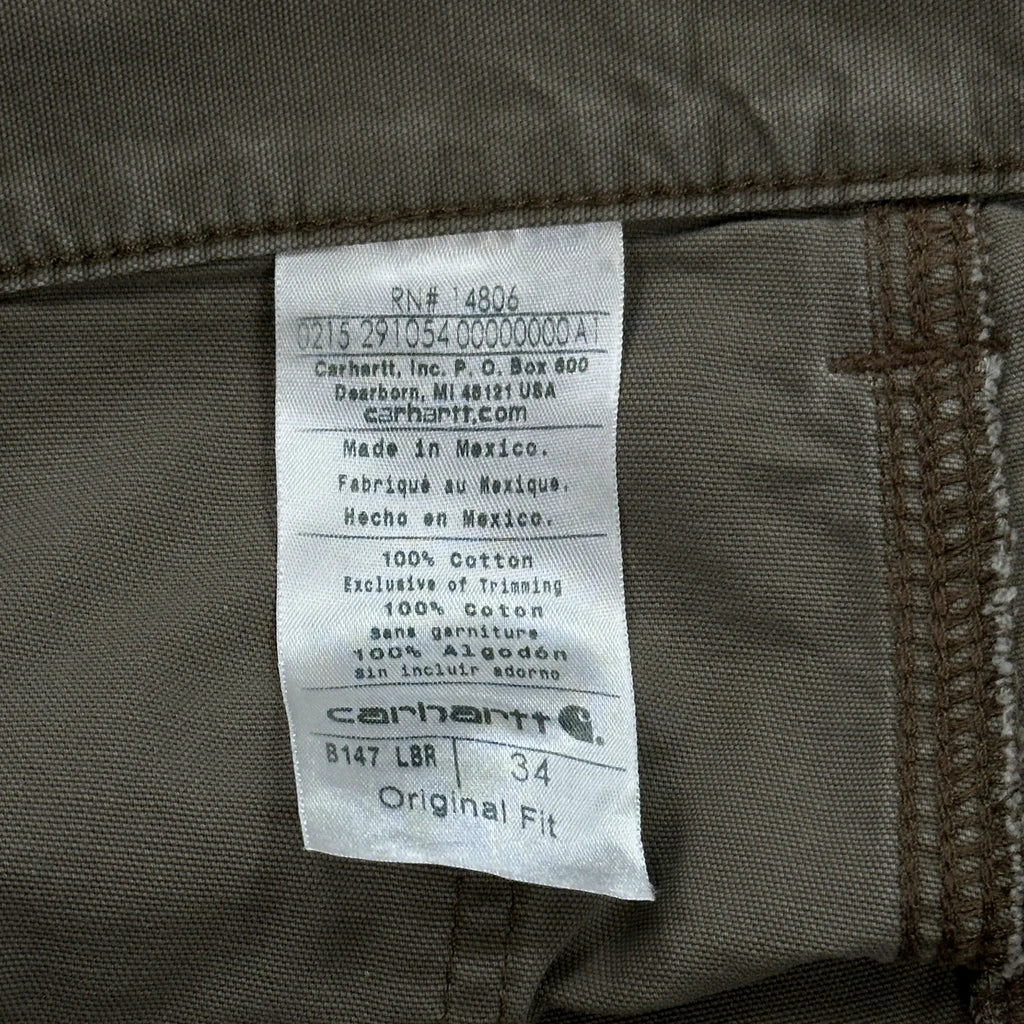 RN# 14806
0215 291054 00000000 A1
Carhartt, Inc. P. O. Box 600
Dearborn, MI 48121 USA
carhartt.com
Made in Mexico.
Fabriqué au Mexique.
Hecho en Mexico.
100% Cotton
Exclusive of Trimming
100% Coton
Sans garniture
100% Algodón
Sin incluir adorno
carhartt
B147 LBR 34
Original Fit